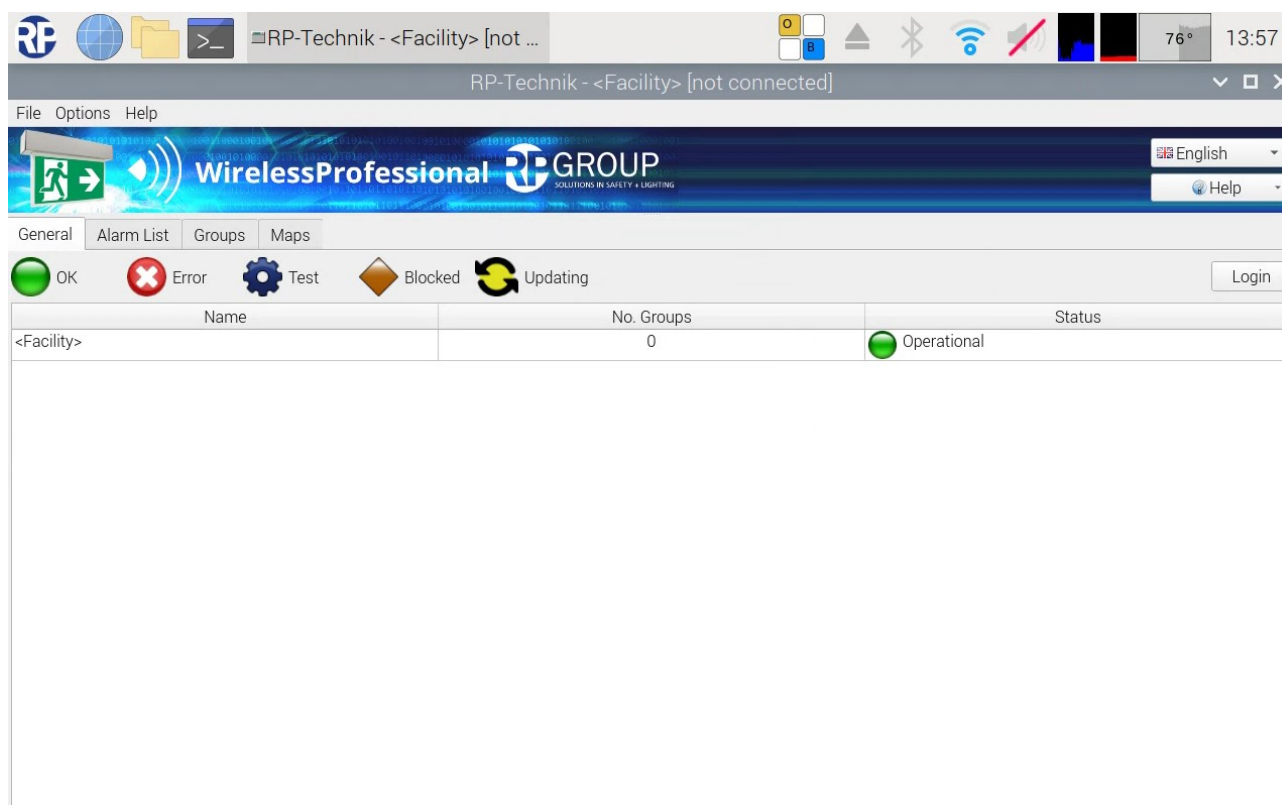 RP-Technik - <Facility> [not ...
O
B
76°
13:57
RP-Technik - <Facility> [not connected]
File Options Help
WirelessProfessional RP GROUP
SOLUTIONS IN SAFETY + LIGHTING
English
Help
General Alarm List Groups Maps
OK Error Test Blocked Updating Login
Name No. Groups Status
<Facility> 0 Operational